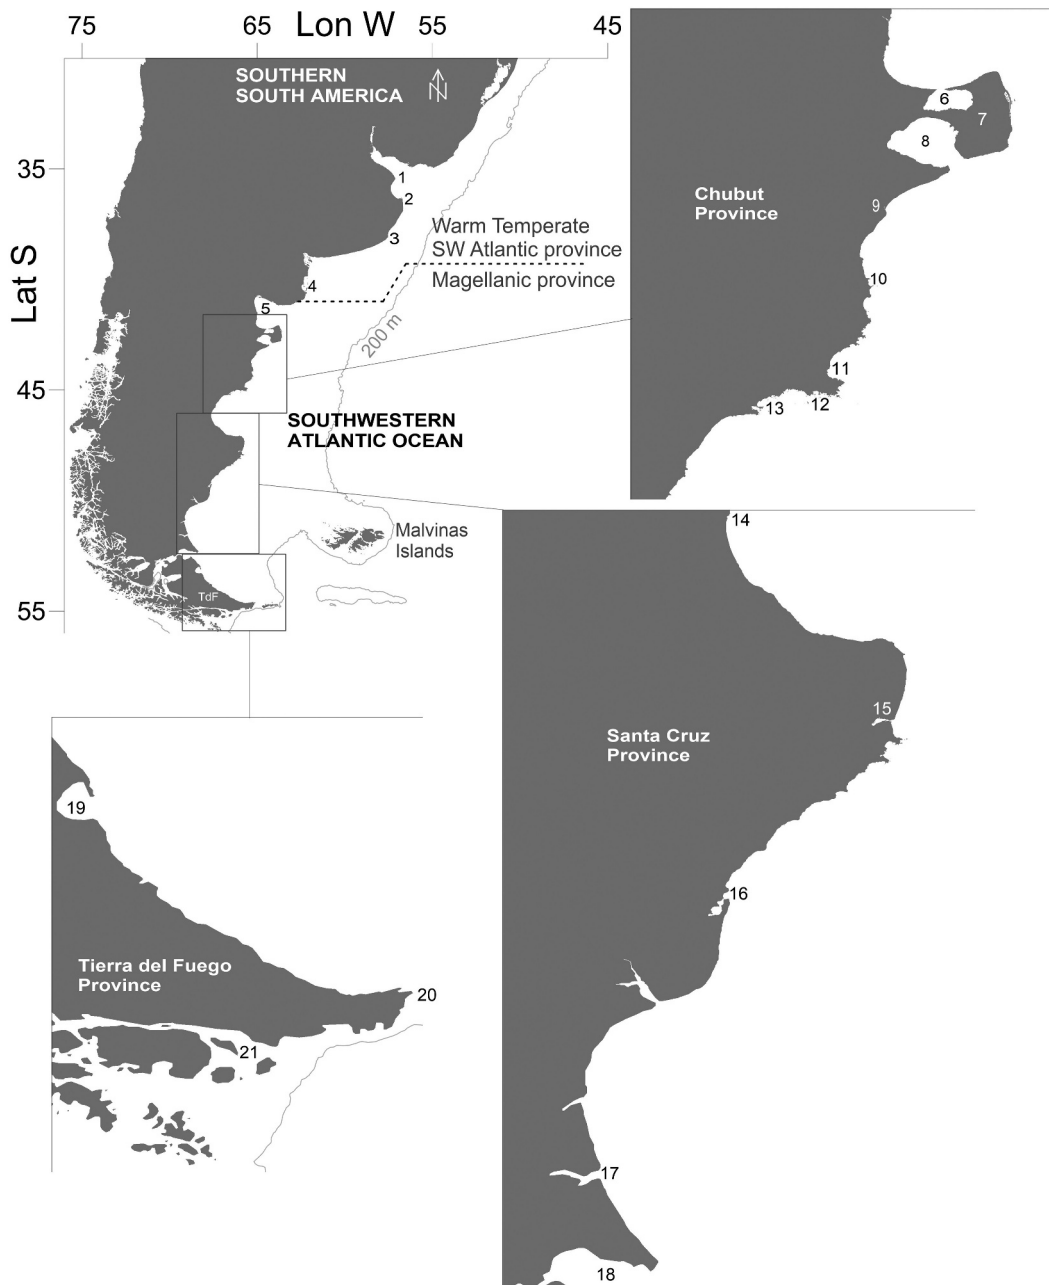 75
65
Lon W
55
45
SOUTHERN
SOUTH AMERICA
N
Lat S
35
45
55
1
2
3
4
5
Warm Temperate
SW Atlantic province
Magellanic province
200 m
SOUTHWESTERN
ATLANTIC OCEAN
Malvinas
Islands
TdF
6
7
8
Chubut
Province
9
10
11
12
13
14
Santa Cruz
Province
15
16
17
18
19
Tierra del Fuego
Province
20
21